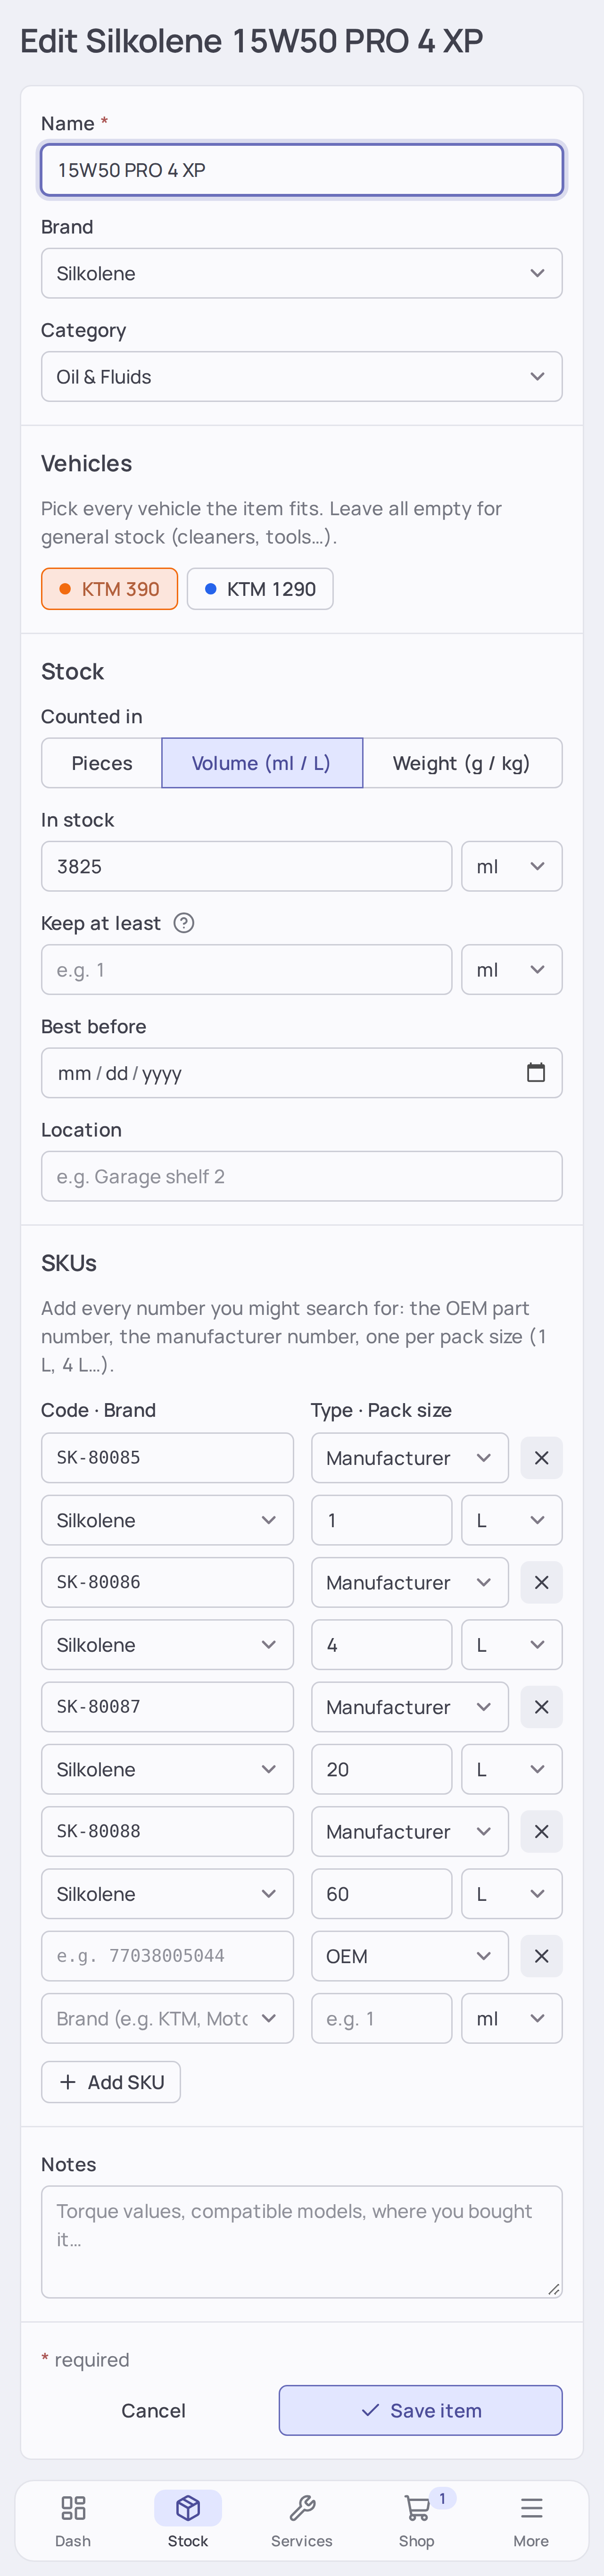 Edit Silkolene 15W50 PRO 4 XP
Name *
15W50 PRO 4 XP
Brand
Silkolene
Category
Oil & Fluids
Vehicles
Pick every vehicle the item fits. Leave all empty for
general stock (cleaners, tools…).
KTM 390 KTM 1290
Stock
Counted in
Pieces Volume (ml / L) Weight (g / kg)
In stock
3825 ml
Keep at least ?
e.g. 1 ml
Best before
mm / dd / yyyy
Location
e.g. Garage shelf 2
SKUs
Add every number you might search for: the OEM part
number, the manufacturer number, one per pack size (1
L, 4 L…).
Code · Brand Type · Pack size
SK-80085 Manufacturer
Silkolene 1 L
SK-80086 Manufacturer
Silkolene 4 L
SK-80087 Manufacturer
Silkolene 20 L
SK-80088 Manufacturer
Silkolene 60 L
e.g. 77038005044 OEM
Brand (e.g. KTM, Moto e.g. 1 ml
+ Add SKU
Notes
Torque values, compatible models, where you bought
it…
* required
Cancel Save item
1
Dash Stock Services Shop More